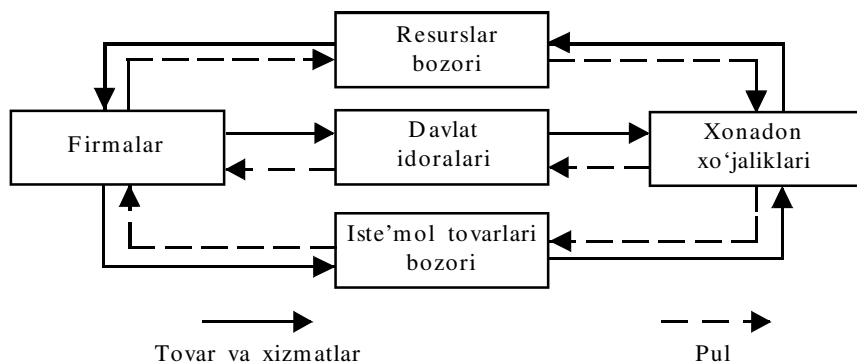 Resurslar
bozori
Firmalar
Davlat
idoralari
Xonadon
xo‘jaliklari
Iste’mol tovarlari
bozori
Tovar va xizmatlar
Pul